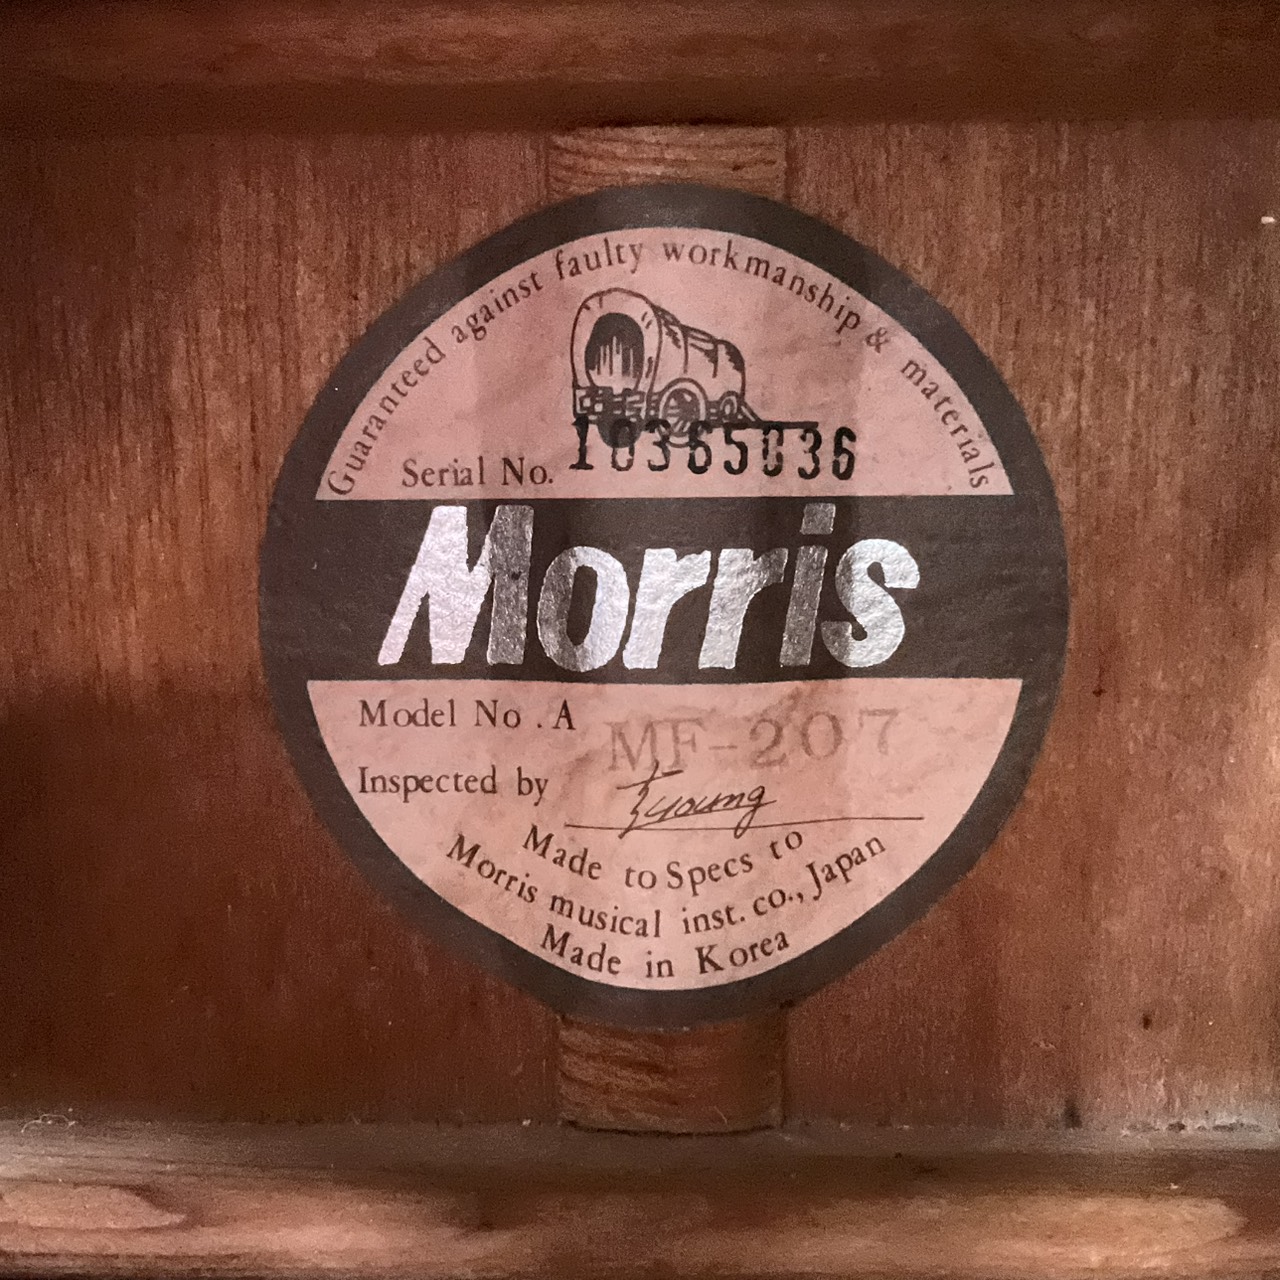 Guaranteed against faulty workmanship & materials
Serial No. 10365036
Morris
Model No . A MF-207
Inspected by
Made to Specs to
Morris musical inst. co., Japan
Made in Korea